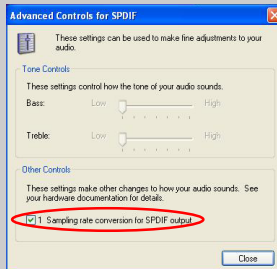 Advanced Controls for SPDIF
These settings can be used to make fine adjustments to your
audio.
Tone Controls
These settings control how the tone of your audio sounds.
Bass: Low High
Treble: Low High
Other Controls
These settings make other changes to how your audio sounds. See
your hardware documentation for details.
1 Sampling rate conversion for SPDIF output
Close